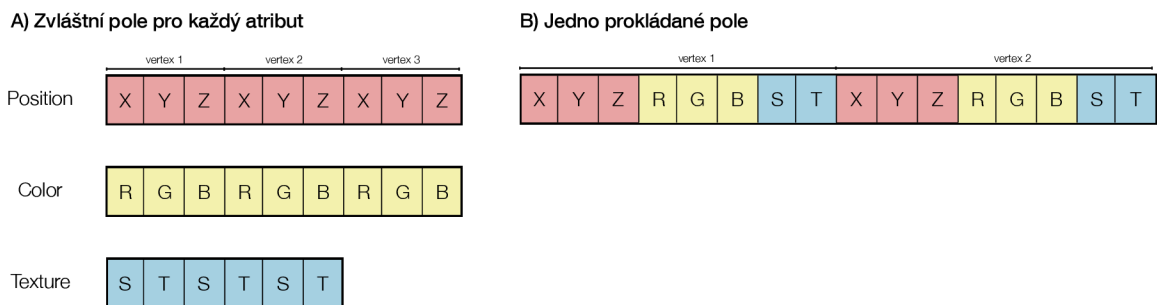 A) Zvláštní pole pro každý atribut
vertex 1 vertex 2 vertex 3
Position X Y Z X Y Z X Y Z
Color R G B R G B R G B
Texture S T S T S T
B) Jedno prokládané pole
vertex 1 vertex 2
X Y Z R G B S T X Y Z R G B S T